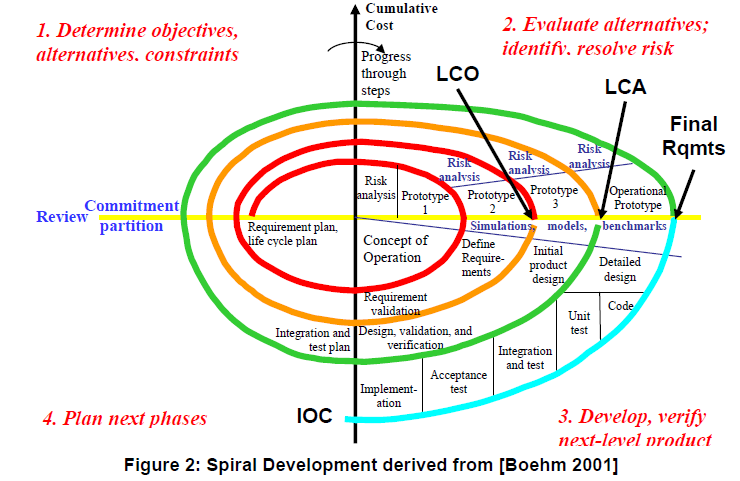 1. Determine objectives,
alternatives, constraints
Cumulative
Cost
2. Evaluate alternatives;
identify, resolve risk
Progress
through
steps
LCO
LCA
Final
Rqmts
Risk
analysis
Risk
analysis
Risk
analysis
Risk
analysis
Prototype
1
Prototype
2
Prototype
3
Operational
Prototype
Review
Commitment
partition
Requirement plan,
life cycle plan
Simulations, models, benchmarks
Concept of
Operation
Define
Require-
ments
Initial
product
design
Detailed
design
Requirement
validation
Integration and
test plan
Design, validation, and
verification
Code
Unit
test
Integration
and test
Acceptance
test
Implement-
ation
IOC
4. Plan next phases
3. Develop, verify
next-level product
Figure 2: Spiral Development derived from [Boehm 2001]